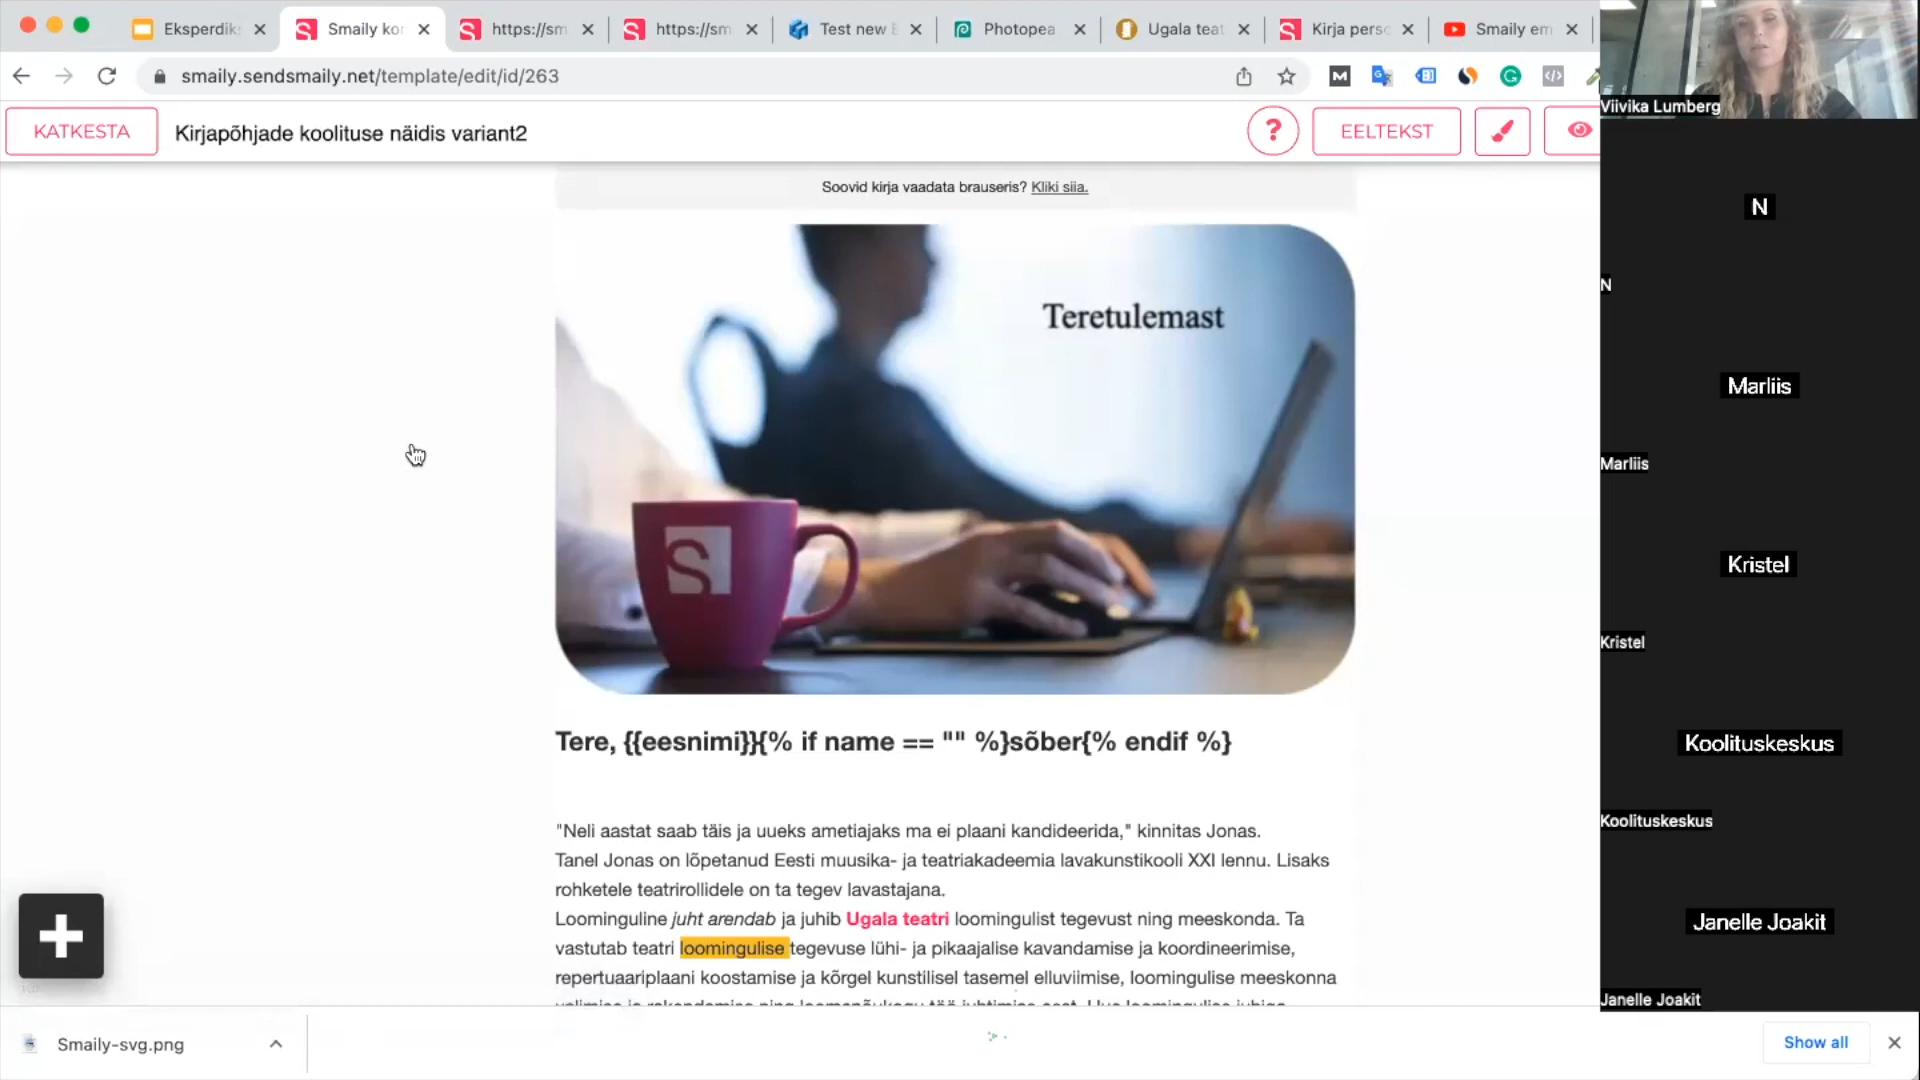 Eksperdik
Smaily kor
https://sm
https://sm
Test new E
Photopea
Ugala teat
Kirja persc
Smaily em
smaily.sendsmaily.net/template/edit/id/263
KATKESTA
Kirjapõhjade koolituse näidis variant2
?
EELTEKST
Soovid kirja vaadata brauseris? Kliki siia.
Teretulemast
S
Tere, {{eesnimi}}{% if name == "" %}sõber{% endif %}
"Neli aastat saab täis ja uueks ametiajaks ma ei plaani kandideerida," kinnitas Jonas.
Tanel Jonas on lõpetanud Eesti muusika- ja teatriakadeemia lavakunstikooli XXI lennu. Lisaks
rohketele teatrirollidele on ta tegev lavastajana.
Loominguline juht arendab ja juhib Ugala teatri loomingulist tegevust ning meeskonda. Ta
vastutab teatri loomingulise tegevuse lühi- ja pikaajalise kavandamise ja koordineerimise,
repertuaariplaani koostamise ja kõrgel kunstilisel tasemel elluviimise, loomingulise meeskonna
Smaily-svg.png
Show all
Viivika Lumberg
N
N
Marliis
Marliis
Kristel
Kristel
Koolituskeskus
Koolituskeskus
Janelle Joakit
Janelle Joakit